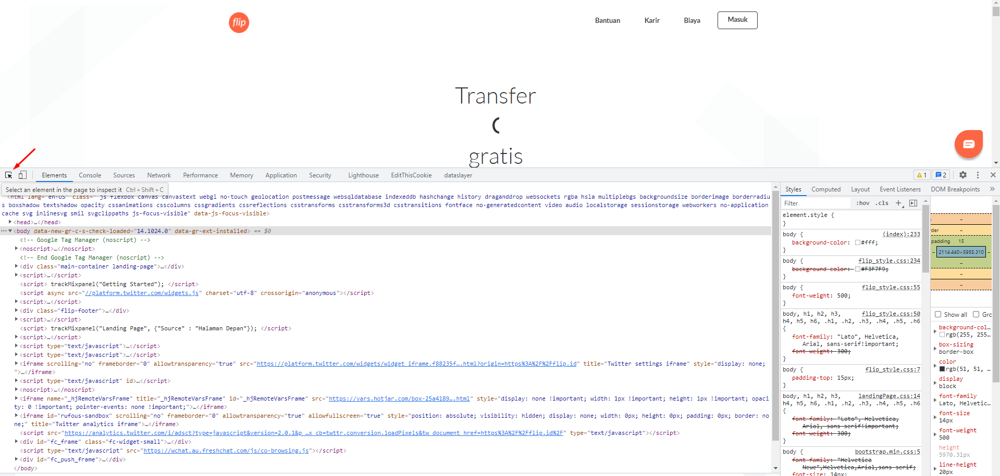 flip
Bantuan Karir Biaya Masuk
Transfer
gratis
Elements Console Sources Network Performance Memory Application Security Lighthouse EditThisCookie dataslayer 1 2
Select an element in the page to inspect it Ctrl + Shift + C
<html lang="en-US" class=" js flexbox canvas canvastext webgl no-touch geolocation postmessage websqldatabase indexeddb hashchange history draganddrop websockets rgba hsla multiplebgs backgroundsize borderimage borderradiu
s boxshadow textshadow opacity cssanimations csscolumns cssgradients cssreflections csstransforms csstransforms3d csstransitions fontface no-generatedcontent video audio localstorage sessionstorage webworkers no-application
cache svg inlinesvg smil svgclippaths js-focus-visible" data-js-focus-visible>
<head>…</head>
<body data-new-gr-c-s-check-loaded="14.1024.0" data-gr-ext-installed> == $0
<!-- Google Tag Manager (noscript) -->
<noscript>…</noscript>
<!-- End Google Tag Manager (noscript) -->
<div class="main-container landing-page">…</div>
<script>…</script>
<script> trackMixpanel("Getting Started"); </script>
<script async src="//platform.twitter.com/widgets.js" charset="utf-8" crossorigin="anonymous"></script>
<script>…</script>
<div class="flip-footer">…</div>
<script>…</script>
<script> trackMixpanel("Landing Page", {"Source" : "Halaman Depan"}); </script>
<script>…</script>
<script type="text/javascript">…</script>
<script type="text/javascript">…</script>
<iframe scrolling="no" frameborder="0" allowtransparency="true" src="https://platform.twitter.com/widgets/widget_iframe.f88235f….html?origin=https%3A%2F%2Fflip.id" title="Twitter settings iframe" style="display: none;
">…</iframe>
<script type="text/javascript" id>…</script>
<noscript>…</noscript>
<iframe name="_hjRemoteVarsFrame" title="_hjRemoteVarsFrame" id="_hjRemoteVarsFrame" src="https://vars.hotjar.com/box-25a4189….html" style="display: none !important; width: 1px !important; height: 1px !important; opaci
ty: 0 !important; pointer-events: none !important;">…</iframe>
<iframe id="rufous-sandbox" scrolling="no" frameborder="0" allowtransparency="true" allowfullscreen="true" style="position: absolute; visibility: hidden; display: none; width: 0px; height: 0px; padding: 0px; border: no
ne;" title="Twitter analytics iframe">…</iframe>
<script src="https://analytics.twitter.com/i/adsct?type=javascript&version=2.0.1&p_…x_cb=twttr.conversion.loadPixels&tw_document_href=https%3A%2F%2Fflip.id%2F" type="text/javascript"></script>
<div id="fc_frame" class="fc-widget-small">…</div>
<script type="text/javascript" src="https://wchat.au.freshchat.com/js/co-browsing.js"></script>
<div id="fc_push_frame">…</div>
</body>
Styles Computed Layout Event Listeners DOM Breakpoints
Filter :hov .cls
element.style {
}
body { (index):233
background-color: #fff;
}
body { flip_style.css:234
background-color: #F3F7F9;
}
body { flip_style.css:55
font-weight: 500;
}
body, h1, h2, h3, flip_style.css:50
h4, h5, h6, .h1, .h2, .h3, .h4, .h5, .h6
{
font-family: "Lato", Helvetica,
Arial, sans-serif!important;
font-weight: 300;
}
body { flip_style.css:7
padding-top: 15px;
}
body, h1, h2, h3, landingPage.css:14
h4, h5, h6, .h1, .h2, .h3, .h4, .h5, .h6
{
font-family: "Lato", Helvetica,
Arial, sans-serif!important;
font-weight: 300;
}
body { bootstrap.min.css:5
font-family: "Helvetica
Neue",Helvetica,Arial,sans-serif;
font-size: 14px;
–
der –
padding 15
– 2114.440×5955.310 –
–
–
–
Show all Gro
background-col…
rgb(255, 255…
box-sizing
border-box
color
rgb(51, 51, …
display
block
font-family
Lato, Helvetic…
font-size
14px
font-weight
500
height
5970.31px
line-height
20px